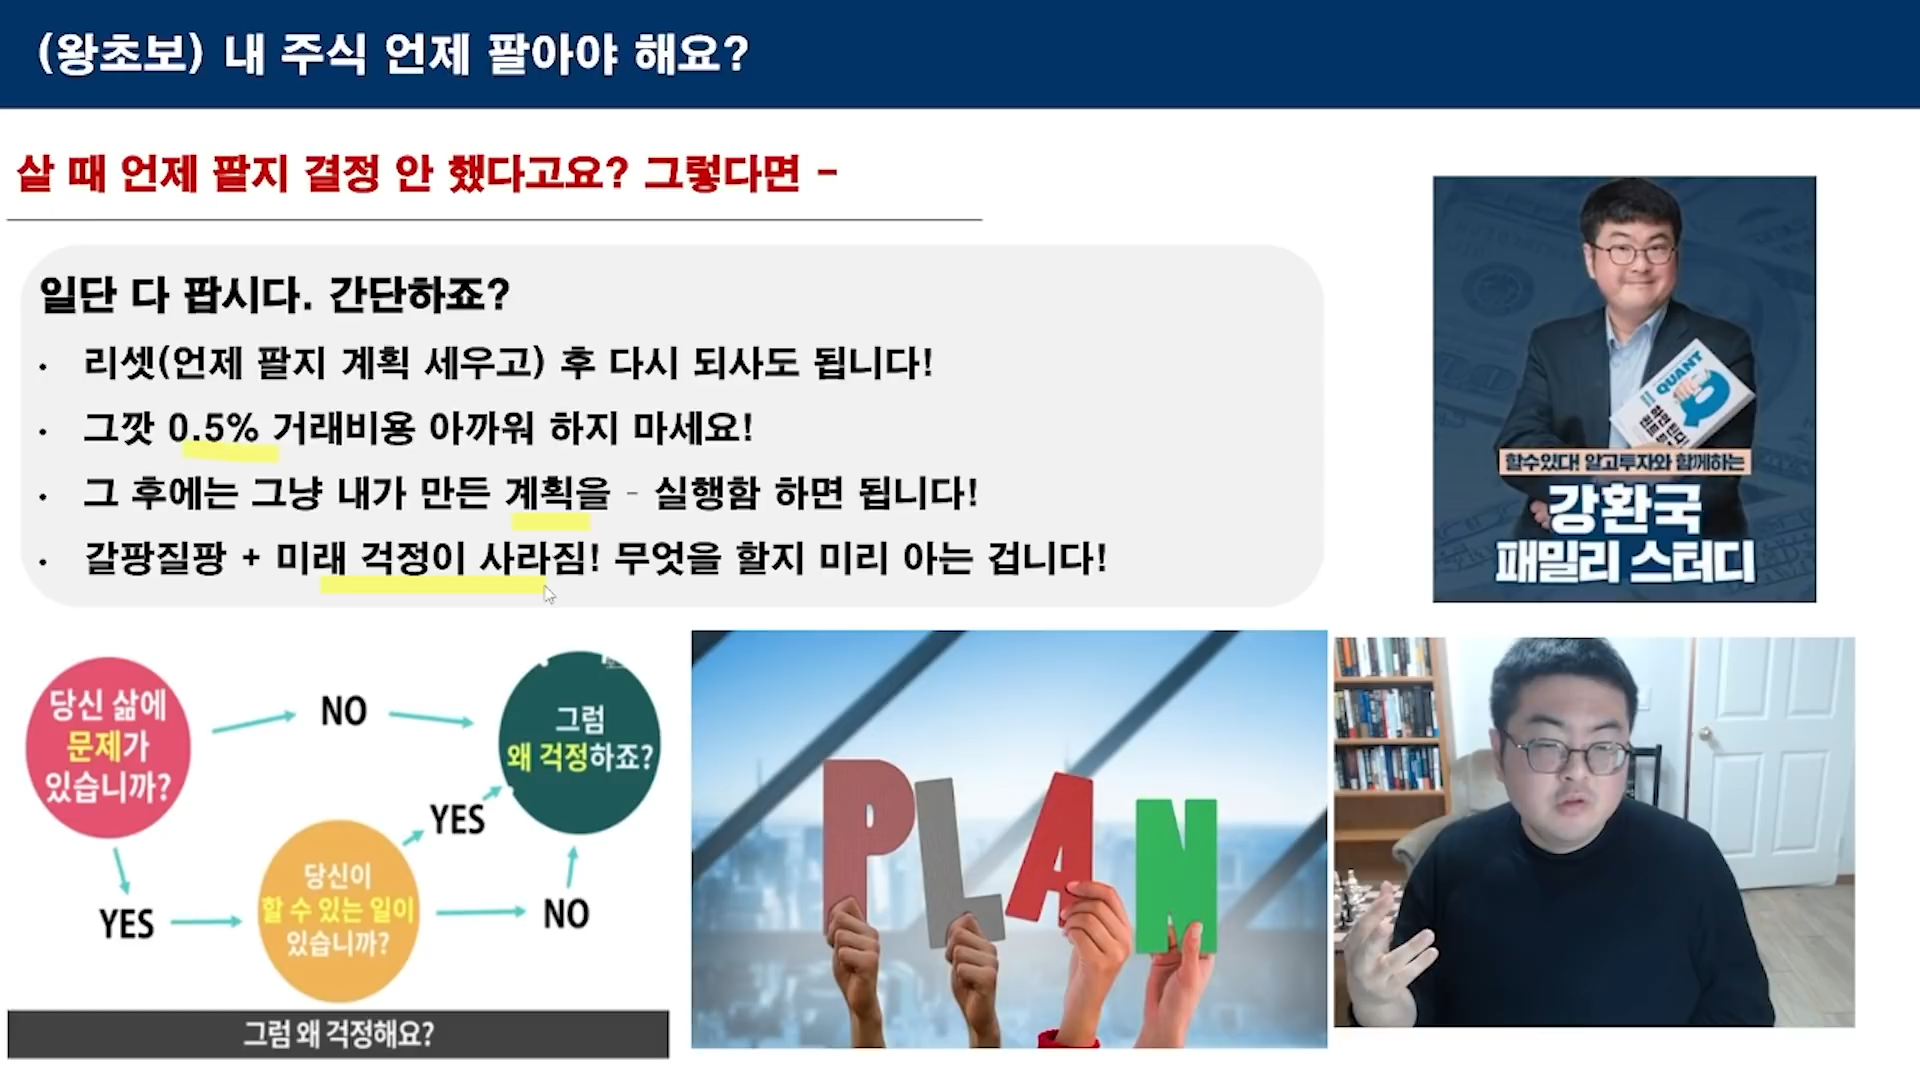 (왕초보) 내 주식 언제 팔아야 해요?
살 때 언제 팔지 결정 안 했다고요? 그렇다면 -
일단 다 팝시다. 간단하죠?
· 리셋(언제 팔지 계획 세우고) 후 다시 되사도 됩니다!
· 그깟 0.5% 거래비용 아까워 하지 마세요!
· 그 후에는 그냥 내가 만든 계획을 - 실행함 하면 됩니다!
· 갈팡질팡 + 미래 걱정이 사라짐! 무엇을 할지 미리 아는 겁니다!
QUANT
할수있다! 알고투자와 함께하는
강환국
패밀리 스터디
당신 삶에
문제가
있습니까?
NO
그럼
왜 걱정하죠?
YES
YES
당신이
할 수 있는 일이
있습니까?
NO
그럼 왜 걱정해요?
PLAN